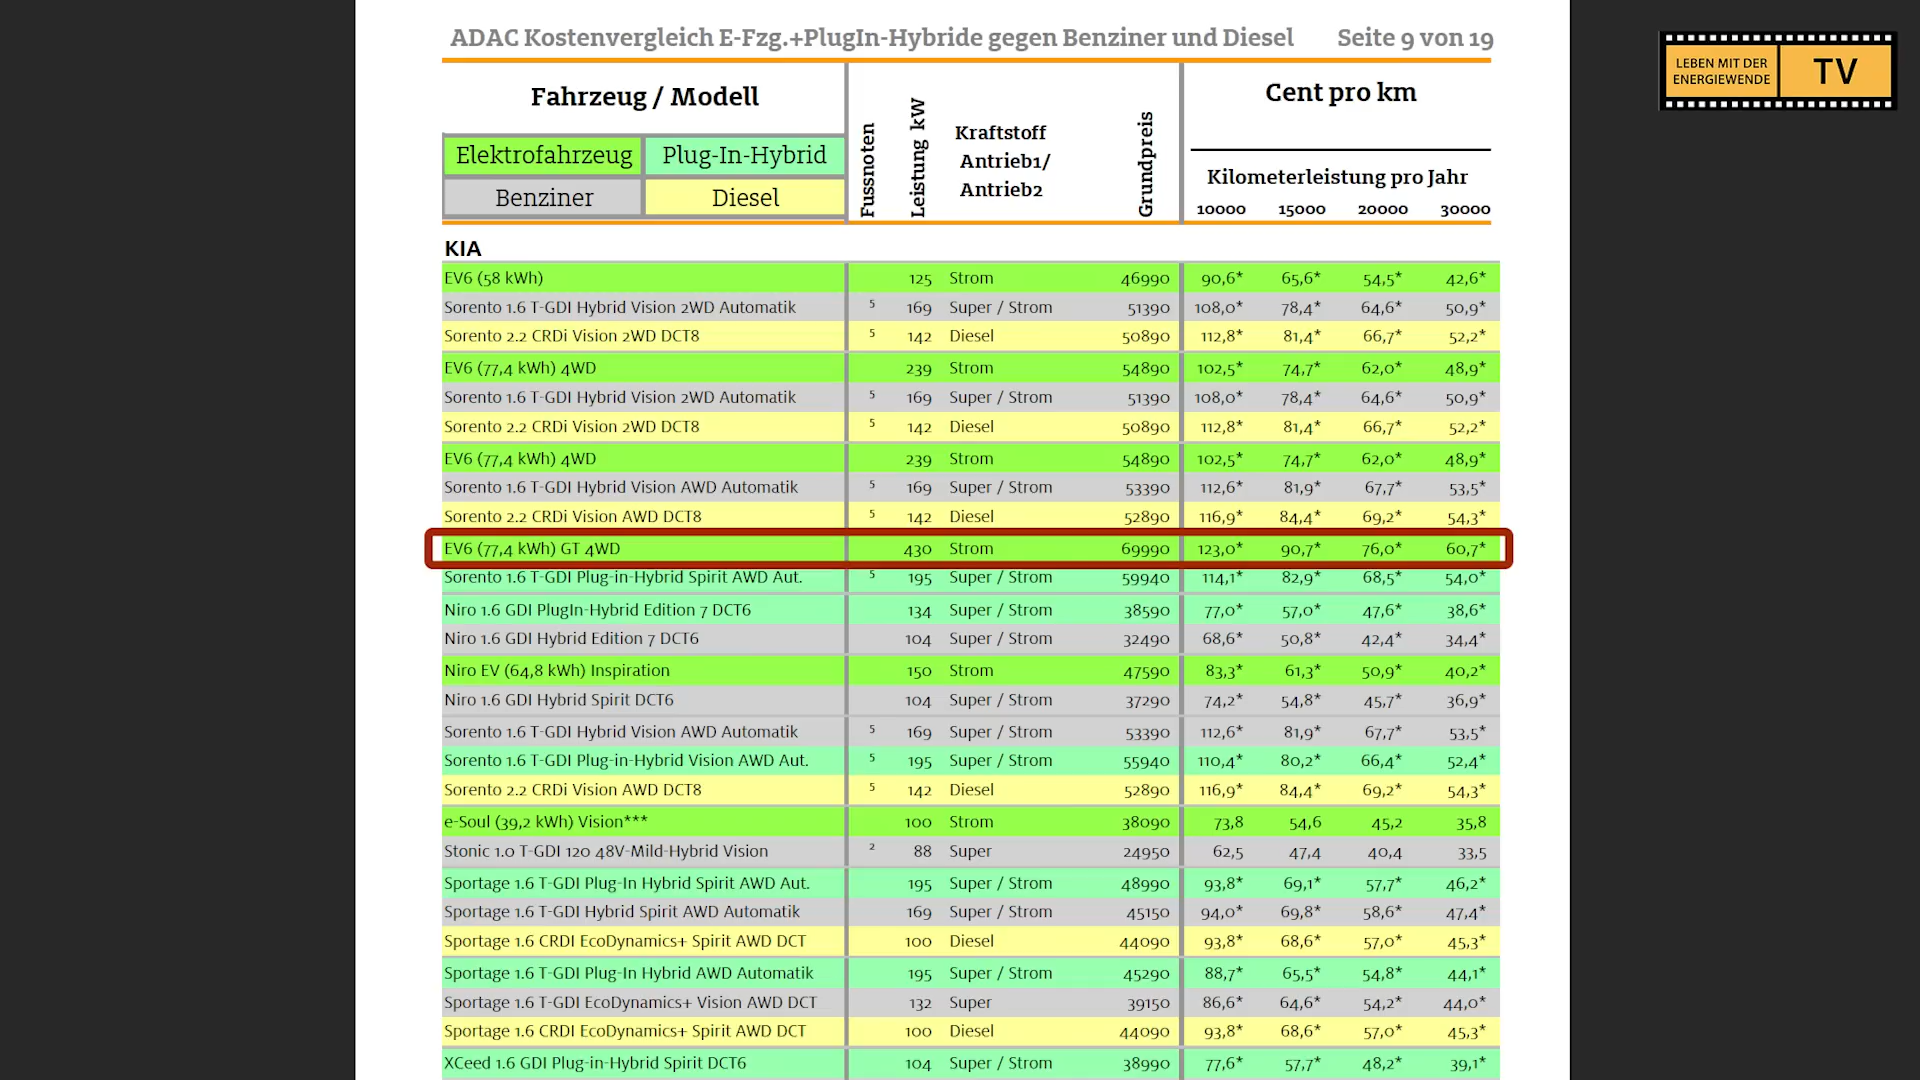 ADAC Kostenvergleich E-Fzg.+PlugIn-Hybride gegen Benziner und Diesel Seite 9 von 19
LEBEN MIT DER ENERGIEWENDE TV
Fahrzeug / Modell
Elektrofahrzeug Plug-In-Hybrid
Benziner Diesel
Fussnoten
Leistung kW
Kraftstoff
Antrieb1/
Antrieb2
Grundpreis
Cent pro km
Kilometerleistung pro Jahr
10000 15000 20000 30000
KIA
EV6 (58 kWh) 125 Strom 46990 90,6* 65,6* 54,5* 42,6*
Sorento 1.6 T-GDI Hybrid Vision 2WD Automatik 5 169 Super / Strom 51390 108,0* 78,4* 64,6* 50,9*
Sorento 2.2 CRDi Vision 2WD DCT8 5 142 Diesel 50890 112,8* 81,4* 66,7* 52,2*
EV6 (77,4 kWh) 4WD 239 Strom 54890 102,5* 74,7* 62,0* 48,9*
Sorento 1.6 T-GDI Hybrid Vision 2WD Automatik 5 169 Super / Strom 51390 108,0* 78,4* 64,6* 50,9*
Sorento 2.2 CRDi Vision 2WD DCT8 5 142 Diesel 50890 112,8* 81,4* 66,7* 52,2*
EV6 (77,4 kWh) 4WD 239 Strom 54890 102,5* 74,7* 62,0* 48,9*
Sorento 1.6 T-GDI Hybrid Vision AWD Automatik 5 169 Super / Strom 53390 112,6* 81,9* 67,7* 53,5*
Sorento 2.2 CRDi Vision AWD DCT8 5 142 Diesel 52890 116,9* 84,4* 69,2* 54,3*
EV6 (77,4 kWh) GT 4WD 430 Strom 69990 123,0* 90,7* 76,0* 60,7*
Sorento 1.6 T-GDI Plug-in-Hybrid Spirit AWD Aut. 5 195 Super / Strom 59940 114,1* 82,9* 68,5* 54,0*
Niro 1.6 GDI PlugIn-Hybrid Edition 7 DCT6 134 Super / Strom 38590 77,0* 57,0* 47,6* 38,6*
Niro 1.6 GDI Hybrid Edition 7 DCT6 104 Super / Strom 32490 68,6* 50,8* 42,4* 34,4*
Niro EV (64,8 kWh) Inspiration 150 Strom 47590 83,3* 61,3* 50,9* 40,2*
Niro 1.6 GDI Hybrid Spirit DCT6 104 Super / Strom 37290 74,2* 54,8* 45,7* 36,9*
Sorento 1.6 T-GDI Hybrid Vision AWD Automatik 5 169 Super / Strom 53390 112,6* 81,9* 67,7* 53,5*
Sorento 1.6 T-GDI Plug-in-Hybrid Vision AWD Aut. 5 195 Super / Strom 55940 110,4* 80,2* 66,4* 52,4*
Sorento 2.2 CRDi Vision AWD DCT8 5 142 Diesel 52890 116,9* 84,4* 69,2* 54,3*
e-Soul (39,2 kWh) Vision*** 100 Strom 38090 73,8 54,6 45,2 35,8
Stonic 1.0 T-GDI 120 48V-Mild-Hybrid Vision 2 88 Super 24950 62,5 47,4 40,4 33,5
Sportage 1.6 T-GDI Plug-In Hybrid Spirit AWD Aut. 195 Super / Strom 48990 93,8* 69,1* 57,7* 46,2*
Sportage 1.6 T-GDI Hybrid Spirit AWD Automatik 169 Super / Strom 45150 94,0* 69,8* 58,6* 47,4*
Sportage 1.6 CRDI EcoDynamics+ Spirit AWD DCT 100 Diesel 44090 93,8* 68,6* 57,0* 45,3*
Sportage 1.6 T-GDI Plug-In Hybrid AWD Automatik 195 Super / Strom 45290 88,7* 65,5* 54,8* 44,1*
Sportage 1.6 T-GDI EcoDynamics+ Vision AWD DCT 132 Super 39150 86,6* 64,6* 54,2* 44,0*
Sportage 1.6 CRDI EcoDynamics+ Spirit AWD DCT 100 Diesel 44090 93,8* 68,6* 57,0* 45,3*
XCeed 1.6 GDI Plug-in-Hybrid Spirit DCT6 104 Super / Strom 38990 77,6* 57,7* 48,2* 39,1*